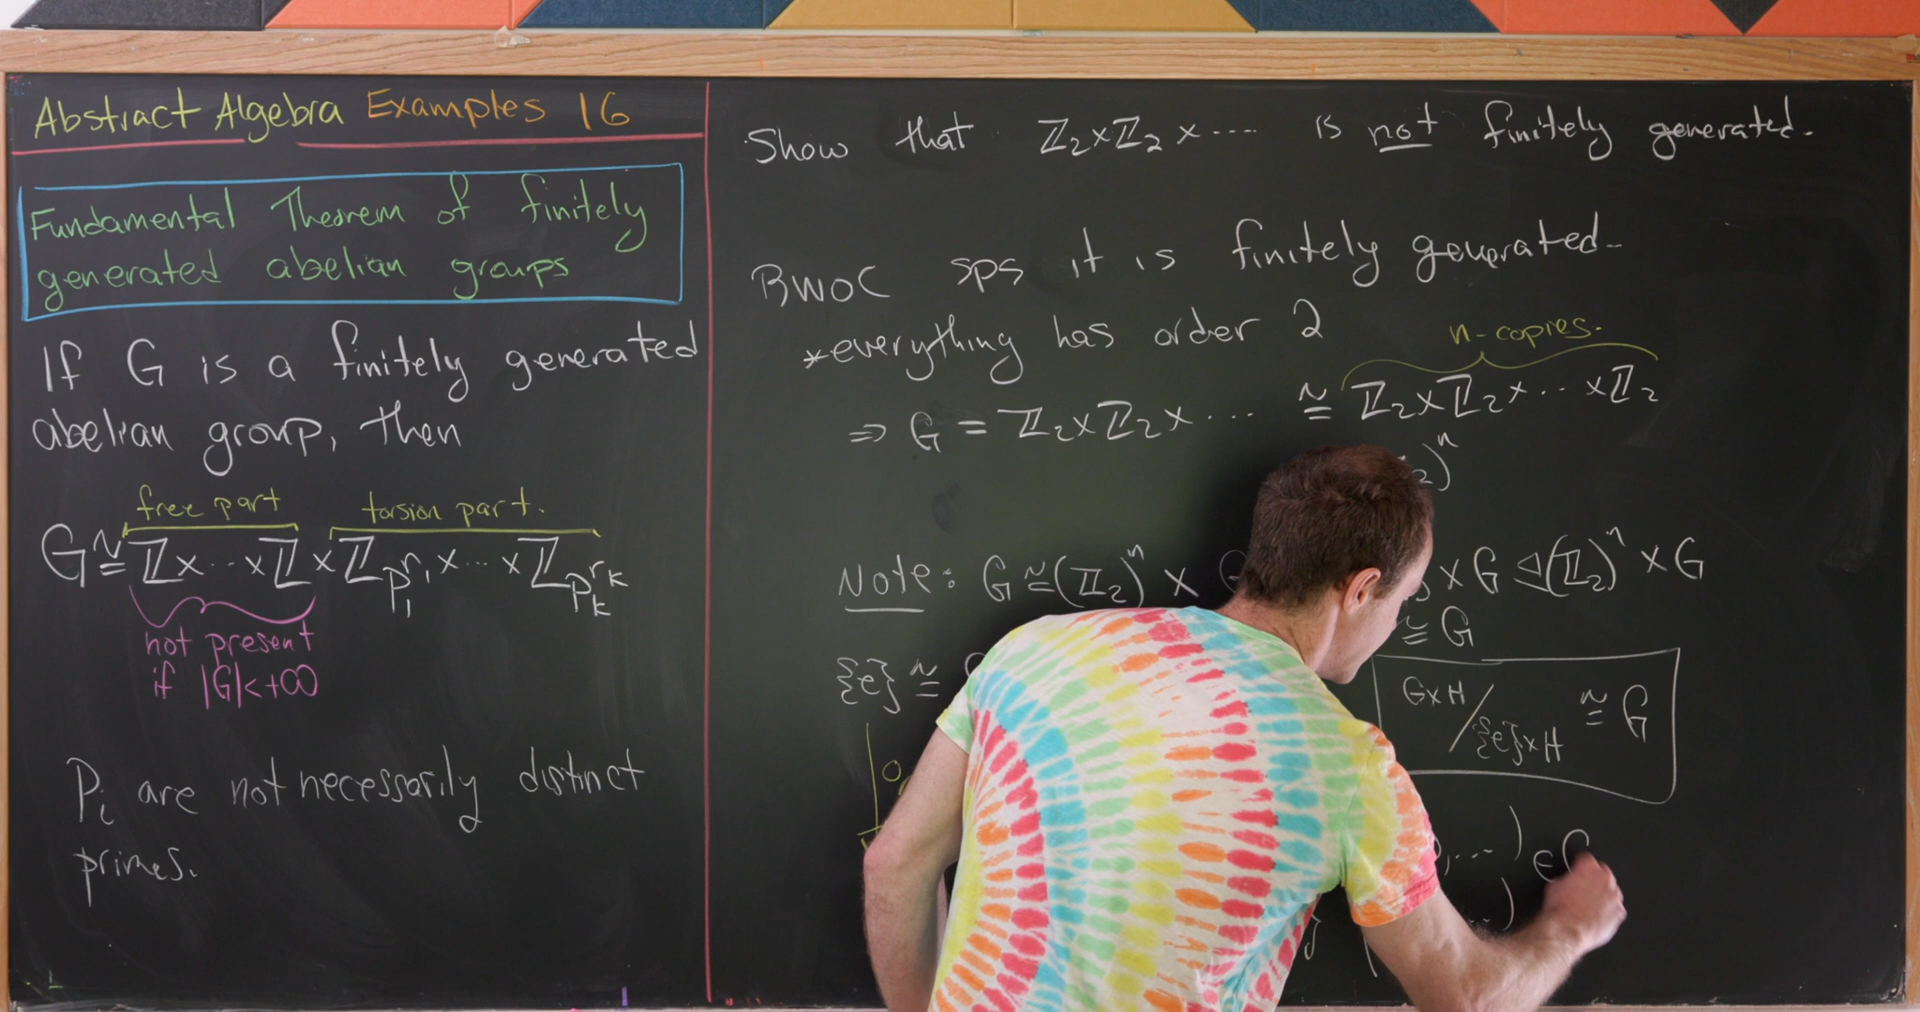 Abstract Algebra Examples 16
Fundamental Theorem of finitely
generated abelian groups
If G is a finitely generated
abelian group, then
free part torsion part.
G ≅ ℤ×···×ℤ × ℤ_{p₁^{r₁}} ×···× ℤ_{p_k^{r_k}}
not present
if |G|<+∞
P_i are not necessarily distinct
primes.
Show that ℤ₂×ℤ₂×···· is not finitely generated.
BWOC sps it is finitely generated.
*everything has order 2
n-copies.
⇒ G = ℤ₂×ℤ₂×···· ≅ ℤ₂×ℤ₂×···×ℤ₂
₂)ⁿ
Note: G ≅ (ℤ₂)ⁿ × × G ⊲ (ℤ₂)ⁿ × G
≅ G
{e} ≅
G×H / {e}×H ≅ G
,...) ∈